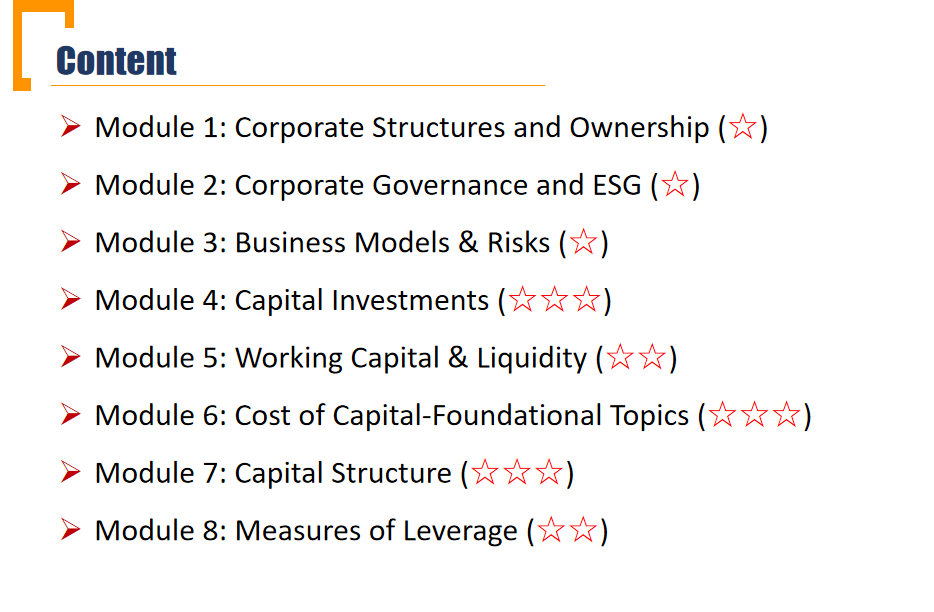 Content
➢ Module 1: Corporate Structures and Ownership (☆)
➢ Module 2: Corporate Governance and ESG (☆)
➢ Module 3: Business Models & Risks (☆)
➢ Module 4: Capital Investments (☆☆☆)
➢ Module 5: Working Capital & Liquidity (☆☆)
➢ Module 6: Cost of Capital-Foundational Topics (☆☆☆)
➢ Module 7: Capital Structure (☆☆☆)
➢ Module 8: Measures of Leverage (☆☆)